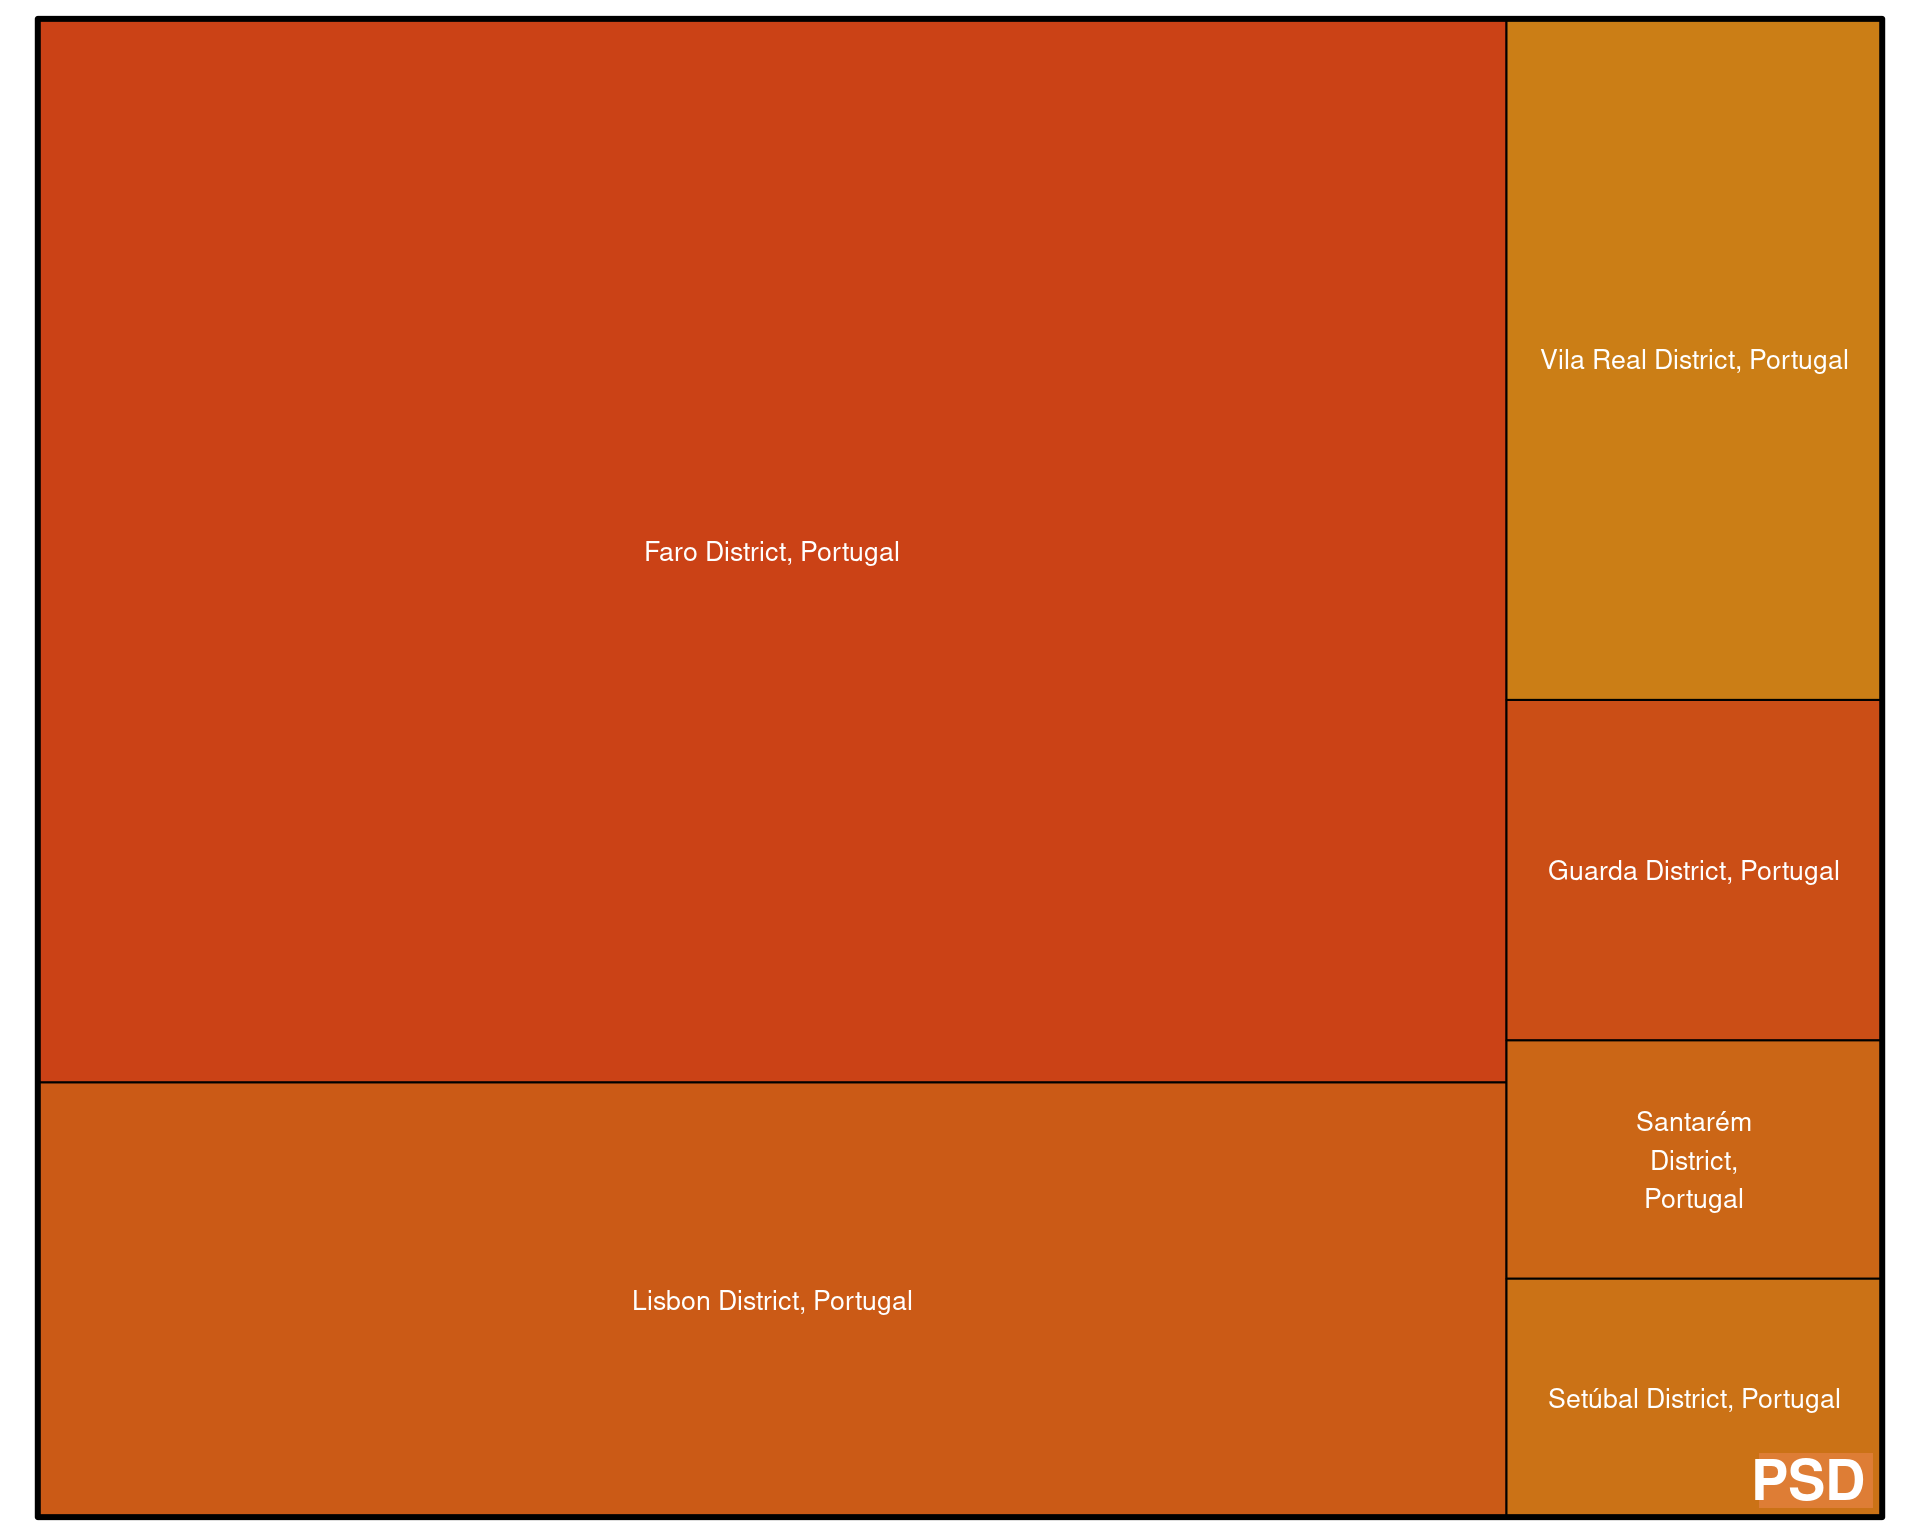 Faro District, Portugal
Lisbon District, Portugal
Vila Real District, Portugal
Guarda District, Portugal
Santarém
District,
Portugal
Setúbal District, Portugal
PSD